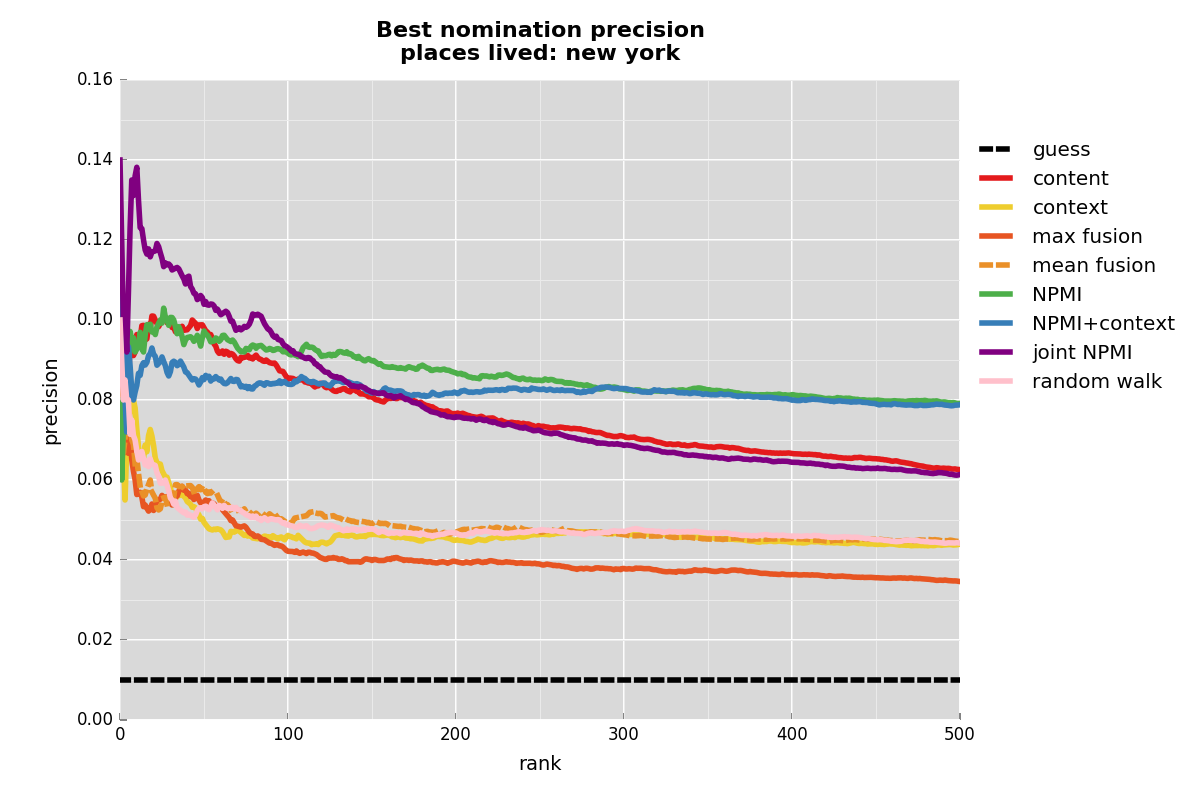 Best nomination precision
places lived: new york
precision
0.16
0.14
0.12
0.10
0.08
0.06
0.04
0.02
0.00
0
100
200
300
400
500
rank
guess
content
context
max fusion
mean fusion
NPMI
NPMI+context
joint NPMI
random walk